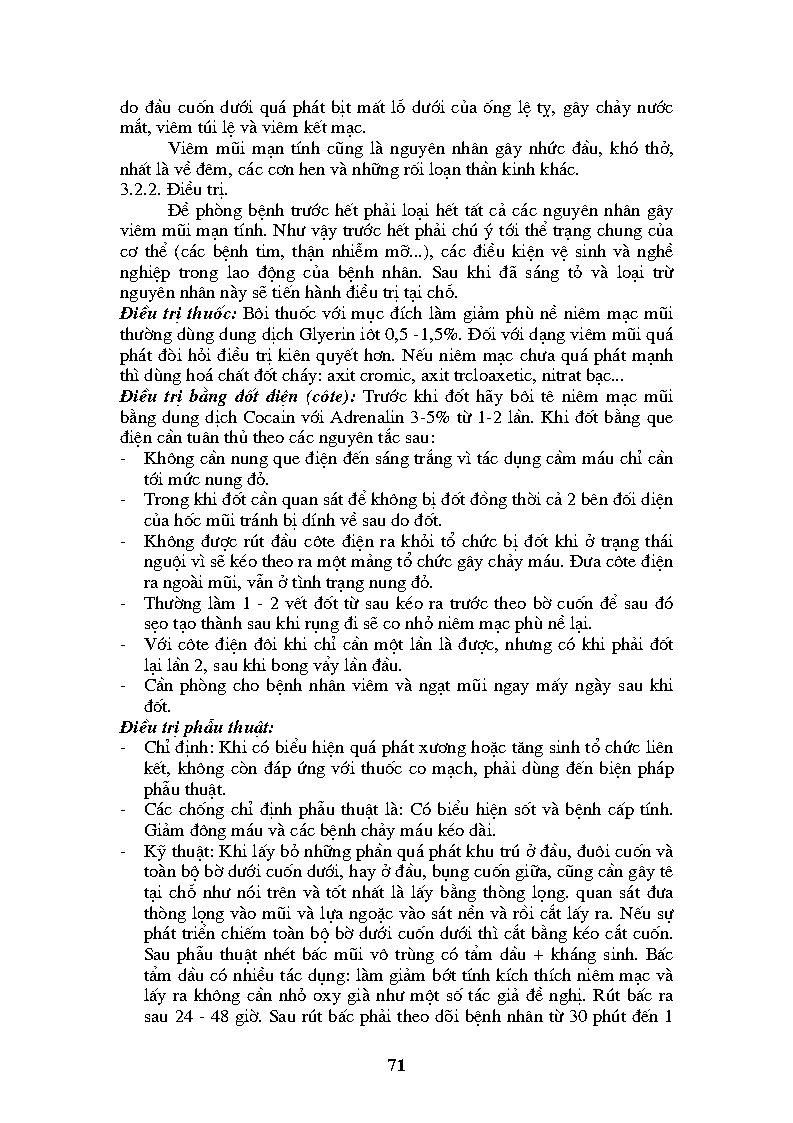 do đầu cuốn dưới quá phát bịt mất lỗ dưới của ống lệ tỵ, gây chảy nước
mắt, viêm túi lệ và viêm kết mạc.
Viêm mũi mạn tính cũng là nguyên nhân gây nhức đầu, khó thở,
nhất là về đêm, các cơn hen và những rối loạn thần kinh khác.
3.2.2. Điều trị.
Đề phòng bệnh trước hết phải loại hết tất cả các nguyên nhân gây
viêm mũi mạn tính. Như vậy trước hết phải chú ý tới thể trạng chung của
cơ thể (các bệnh tim, thận nhiễm mỡ...), các điều kiện vệ sinh và nghề
nghiệp trong lao động của bệnh nhân. Sau khi đã sáng tỏ và loại trừ
nguyên nhân này sẽ tiến hành điều trị tại chỗ.
Điều trị thuốc: Bôi thuốc với mục đích làm giảm phù nề niêm mạc mũi
thường dùng dung dịch Glyerin iôt 0,5 -1,5%. Đối với dạng viêm mũi quá
phát đòi hỏi điều trị kiên quyết hơn. Nếu niêm mạc chưa quá phát mạnh
thì dùng hoá chất đốt cháy: axit cromic, axit trcloaxetic, nitrat bạc...
Điều trị bằng đốt điện (côte): Trước khi đốt hãy bôi tê niêm mạc mũi
bằng dung dịch Cocain với Adrenalin 3-5% từ 1-2 lần. Khi đốt bằng que
điện cần tuân thủ theo các nguyên tắc sau:
- Không cần nung que điện đến sáng trắng vì tác dụng cầm máu chỉ cần
tới mức nung đỏ.
- Trong khi đốt cần quan sát để không bị đốt đồng thời cả 2 bên đối diện
của hốc mũi tránh bị dính về sau do đốt.
- Không được rút đầu côte điện ra khỏi tổ chức bị đốt khi ở trạng thái
nguội vì sẽ kéo theo ra một mảng tổ chức gây chảy máu. Đưa côte điện
ra ngoài mũi, vẫn ở tình trạng nung đỏ.
- Thường làm 1 - 2 vết đốt từ sau kéo ra trước theo bờ cuốn để sau đó
sẹo tạo thành sau khi rụng đi sẽ co nhỏ niêm mạc phù nề lại.
- Với côte điện đôi khi chỉ cần một lần là được, nhưng có khi phải đốt
lại lần 2, sau khi bong vẩy lần đầu.
- Cần phòng cho bệnh nhân viêm và ngạt mũi ngay mấy ngày sau khi
đốt.
Điều trị phẫu thuật:
- Chỉ định: Khi có biểu hiện quá phát xương hoặc tăng sinh tổ chức liên
kết, không còn đáp ứng với thuốc co mạch, phải dùng đến biện pháp
phẫu thuật.
- Các chống chỉ định phẫu thuật là: Có biểu hiện sốt và bệnh cấp tính.
Giảm đông máu và các bệnh chảy máu kéo dài.
- Kỹ thuật: Khi lấy bỏ những phần quá phát khu trú ở đầu, đuôi cuốn và
toàn bộ bờ dưới cuốn dưới, hay ở đầu, bụng cuốn giữa, cũng cần gây tê
tại chỗ như nói trên và tốt nhất là lấy bằng thòng lọng. quan sát đưa
thòng lọng vào mũi và lựa ngoặc vào sát nền và rồi cắt lấy ra. Nếu sự
phát triển chiếm toàn bộ bờ dưới cuốn dưới thì cắt bằng kéo cắt cuốn.
Sau phẫu thuật nhét bấc mũi vô trùng có tẩm dầu + kháng sinh. Bấc
tẩm dầu có nhiều tác dụng: làm giảm bớt tính kích thích niêm mạc và
lấy ra không cần nhỏ oxy già như một số tác giả đề nghị. Rút bấc ra
sau 24 - 48 giờ. Sau rút bấc phải theo dõi bệnh nhân từ 30 phút đến 1
71